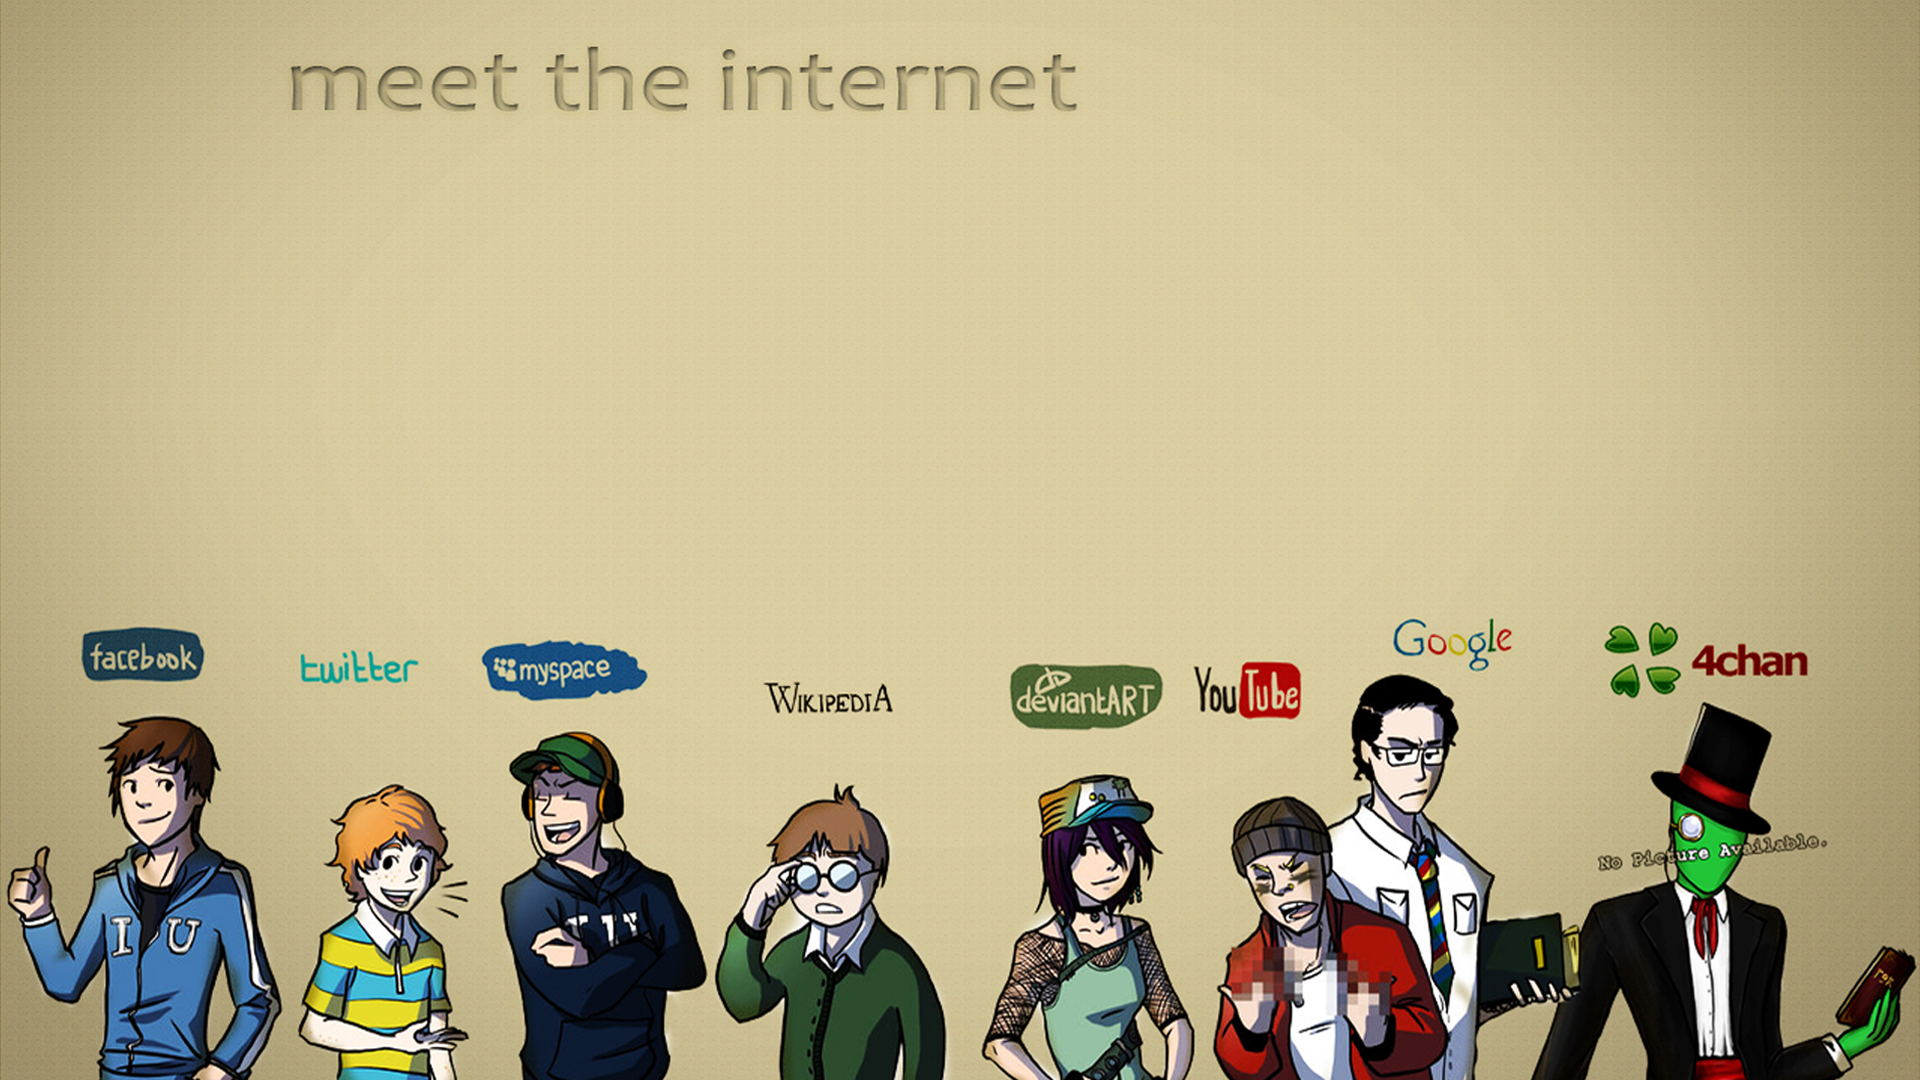 meet the internet
facebook
twitter
myspace
WIKIPEDIA
deviantART
YouTube
Google
4chan
No Picture Available.
I U